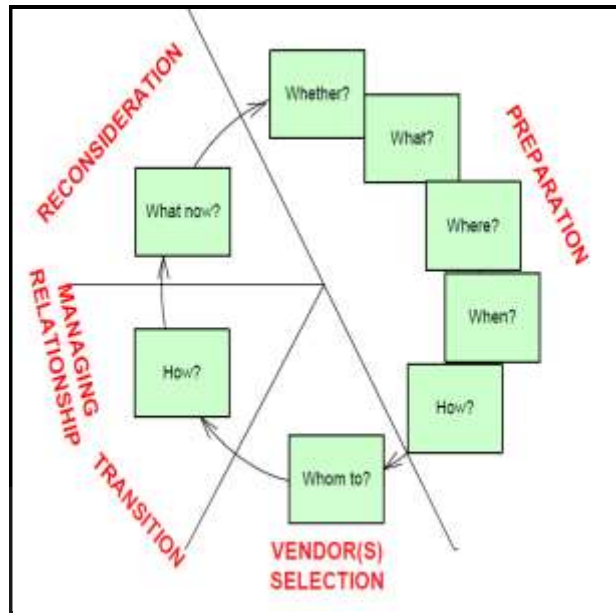 Whether?
What?
Where?
When?
How?
PREPARATION
Whom to?
VENDOR(S)
SELECTION
How?
TRANSITION
MANAGING
RELATIONSHIP
What now?
RECONSIDERATION